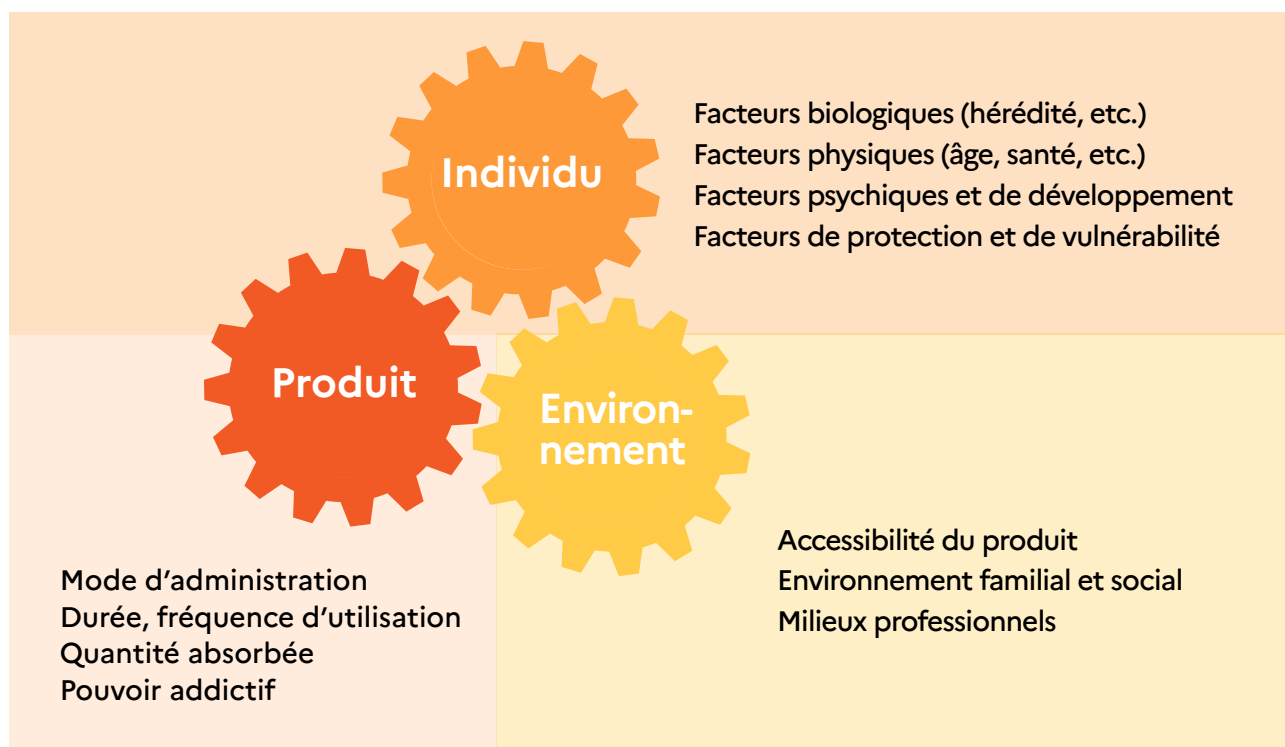 Individu
Facteurs biologiques (hérédité, etc.)
Facteurs physiques (âge, santé, etc.)
Facteurs psychiques et de développement
Facteurs de protection et de vulnérabilité
Produit
Mode d’administration
Durée, fréquence d’utilisation
Quantité absorbée
Pouvoir addictif
Environ-
nement
Accessibilité du produit
Environnement familial et social
Milieux professionnels